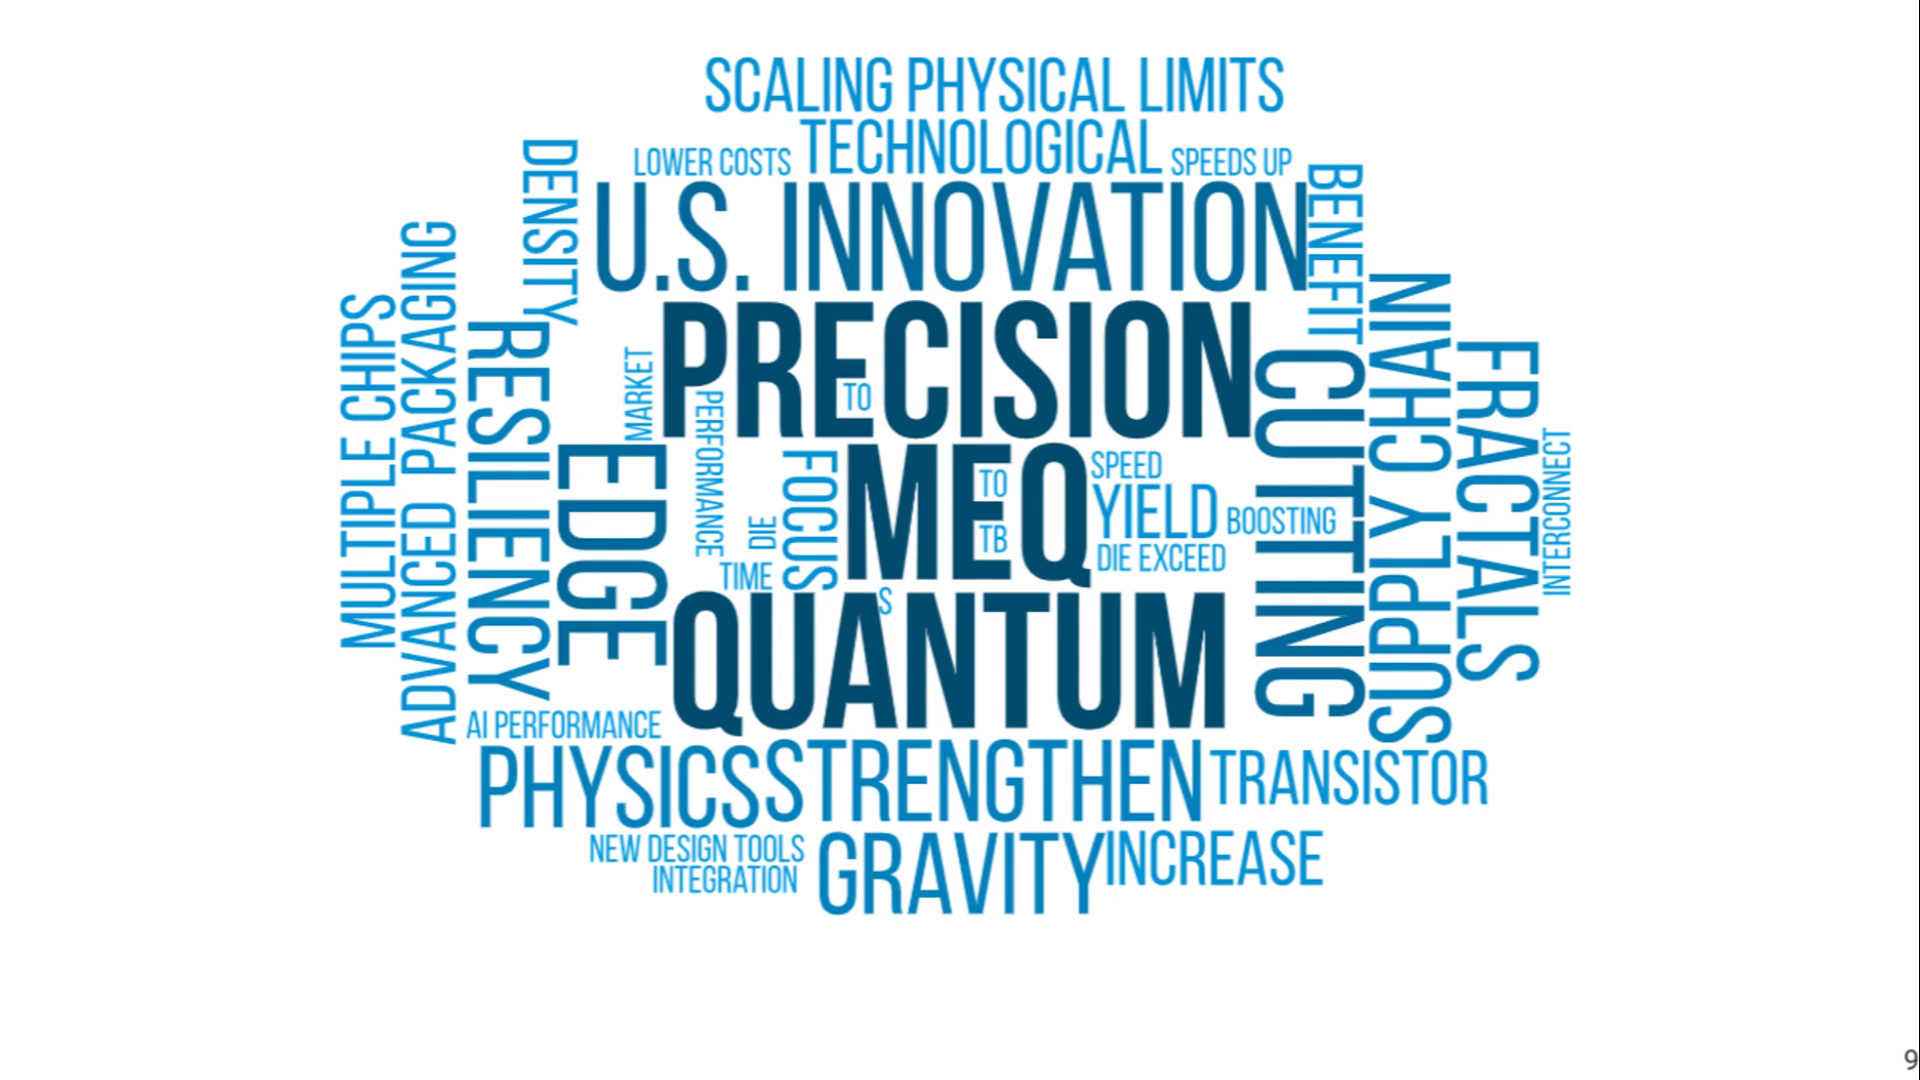 SCALING PHYSICAL LIMITS
LOWER COSTS
TECHNOLOGICAL
SPEEDS UP
DENSITY
U.S. INNOVATION
BENEFIT
MULTIPLE CHIPS
ADVANCED PACKAGING
RESILIENCY
MARKET
PRECISION
TO
CUTTING
SUPPLY CHAIN
FRACTALS
INTERCONNECT
EDGE
PERFORMANCE
DIE
FOCUS
MEQ
TO
TB
SPEED
YIELD
BOOSTING
DIE EXCEED
TIME
S
QUANTUM
AI PERFORMANCE
PHYSICS
STRENGTHEN
TRANSISTOR
NEW DESIGN TOOLS
INTEGRATION
GRAVITY
INCREASE
9